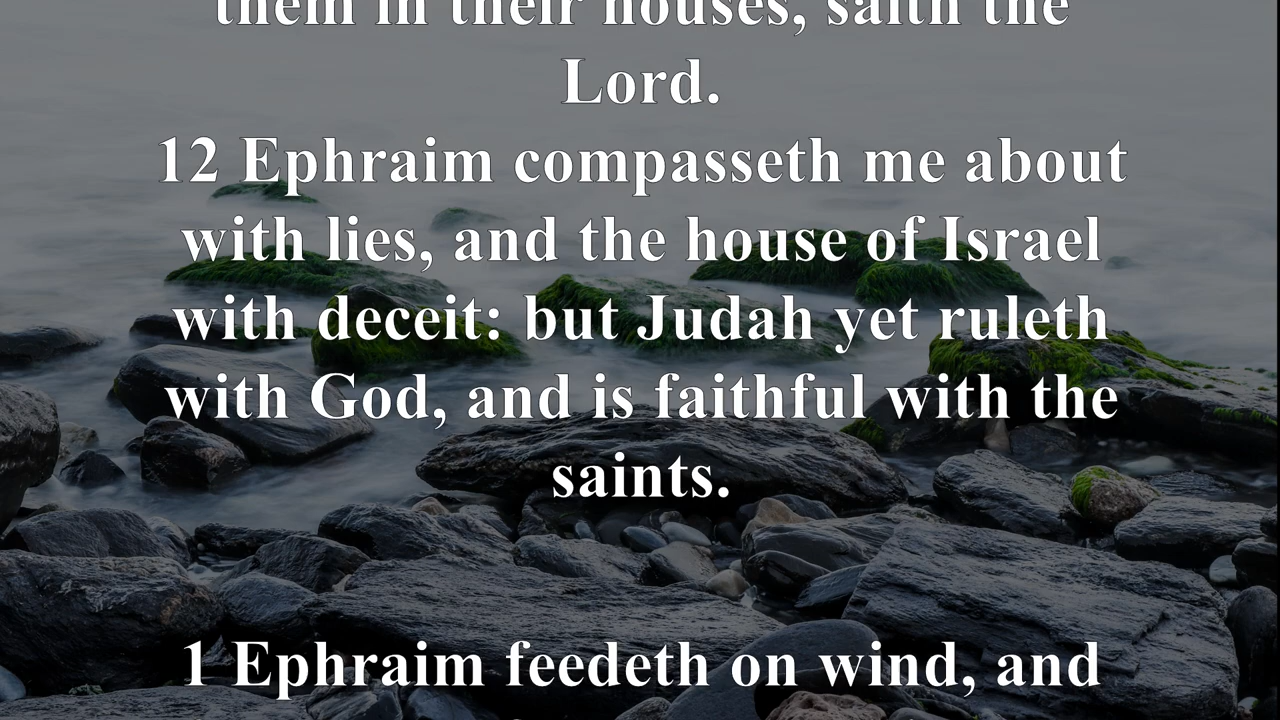 them in their houses, saith the
Lord.
12 Ephraim compasseth me about
with lies, and the house of Israel
with deceit: but Judah yet ruleth
with God, and is faithful with the
saints.
1 Ephraim feedeth on wind, and